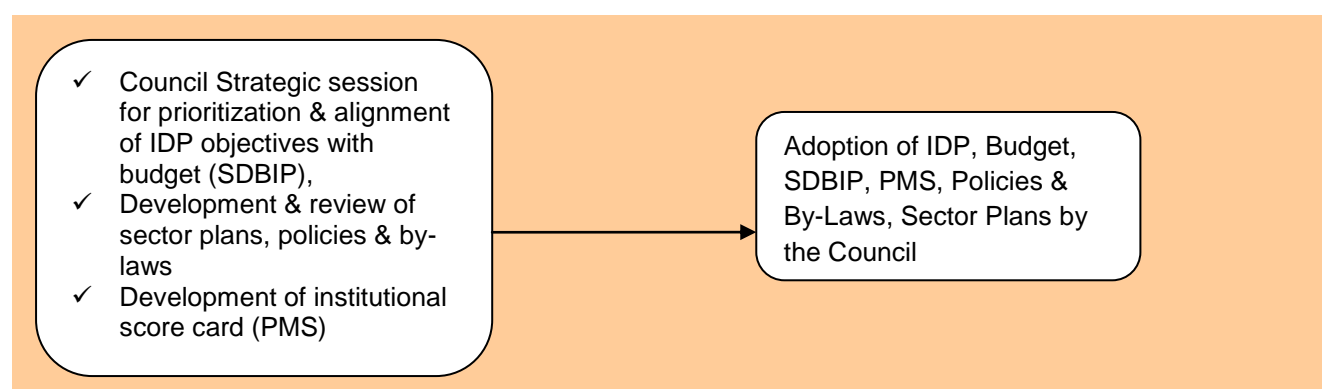 ✓ Council Strategic session
for prioritization & alignment
of IDP objectives with
budget (SDBIP),
✓ Development & review of
sector plans, policies & by-
laws
✓ Development of institutional
score card (PMS)
Adoption of IDP, Budget,
SDBIP, PMS, Policies &
By-Laws, Sector Plans by
the Council